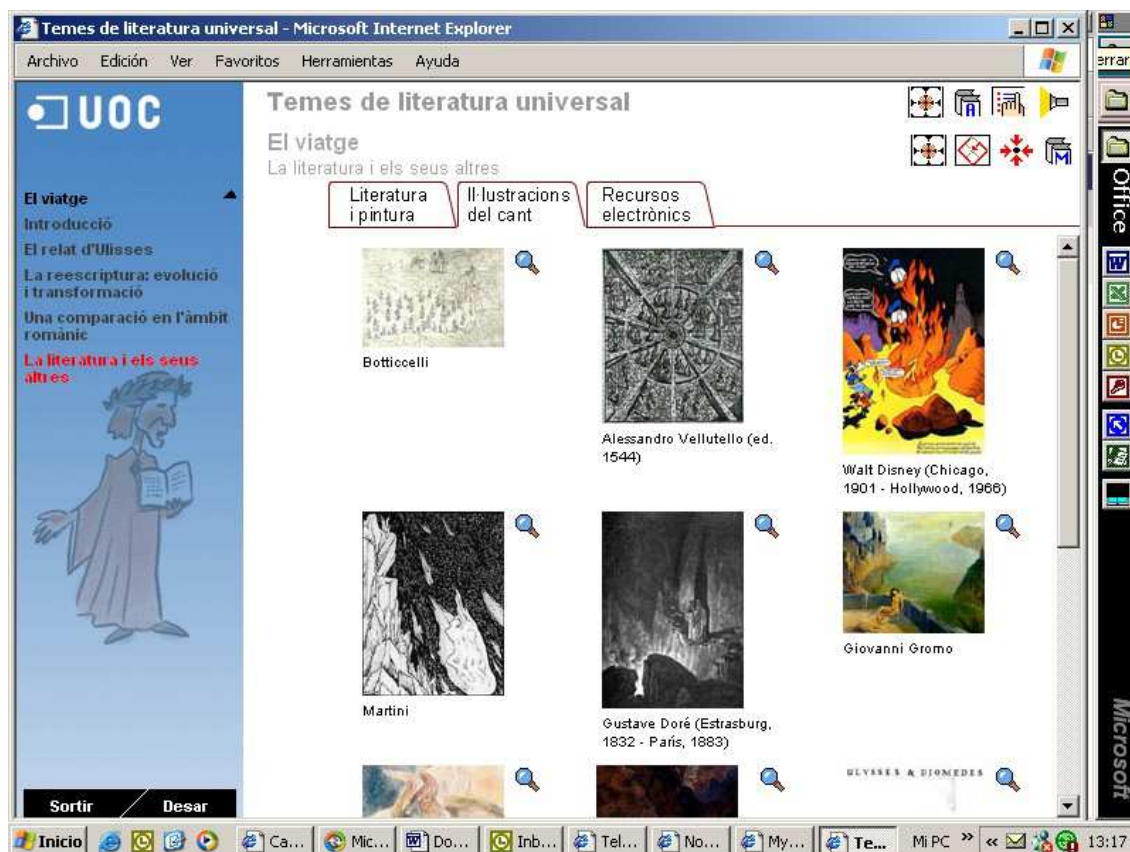 Temes de literatura universal - Microsoft Internet Explorer
Archivo Edición Ver Favoritos Herramientas Ayuda
UOC
Temes de literatura universal
El viatge
La literatura i els seus altres
El viatge
Introducció
El relat d'Ulisses
La reescriptura: evolució
i transformació
Una comparació en l'àmbit
romànic
La literatura i els seus
altres
Literatura
i pintura
Il·lustracions
del cant
Recursos
electrònics
Botticcelli
Alessandro Vellutello (ed.
1544)
Walt Disney (Chicago,
1901 - Hollywood, 1966)
Martini
Gustave Doré (Estrasburg,
1832 - París, 1883)
Giovanni Gromo
ULYSSES & DIOMEDES
Sortir Desar
errar
Office
Microsoft
Inicio Ca... Mic... Do... Inb... Tel... No... My... Te... Mi PC » « 13:17